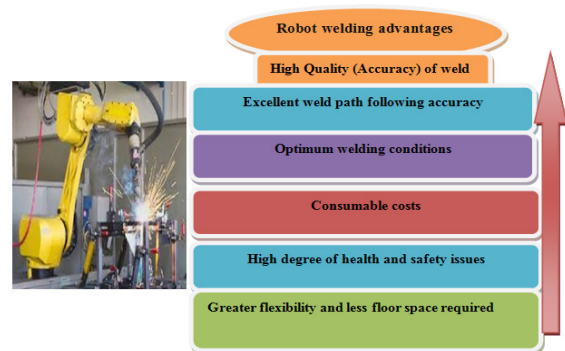 Robot welding advantages
High Quality (Accuracy) of weld
Excellent weld path following accuracy
Optimum welding conditions
Consumable costs
High degree of health and safety issues
Greater flexibility and less floor space required